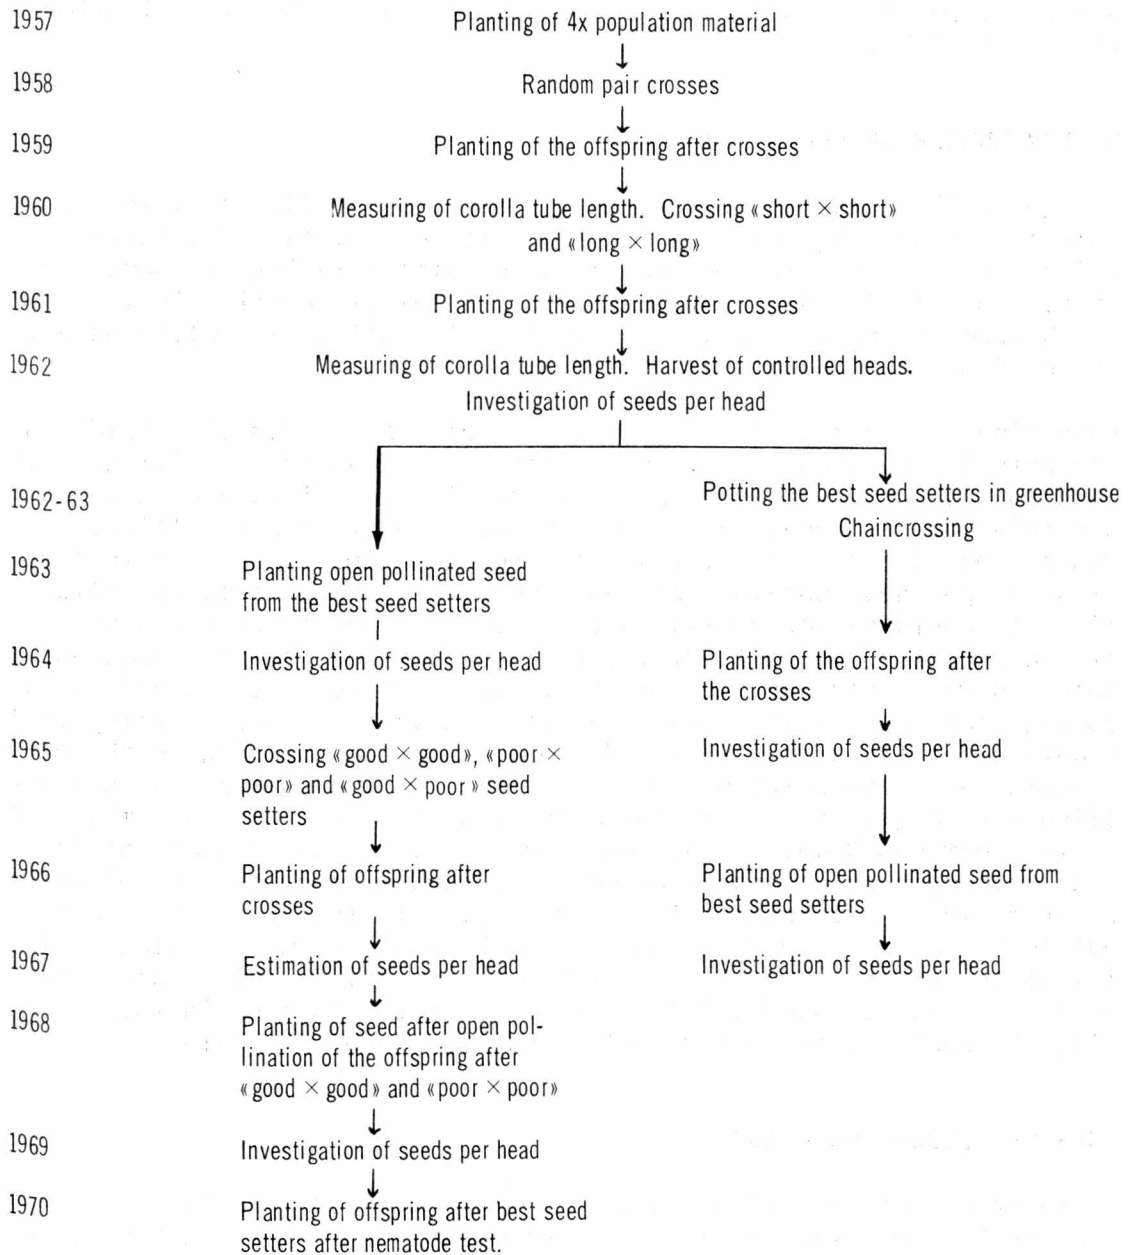 1957 Planting of 4x population material
1958 Random pair crosses
1959 Planting of the offspring after crosses
1960 Measuring of corolla tube length. Crossing «short × short»
and «long × long»
1961 Planting of the offspring after crosses
1962 Measuring of corolla tube length. Harvest of controlled heads.
Investigation of seeds per head
1962-63 Potting the best seed setters in greenhouse
Chaincrossing
1963 Planting open pollinated seed
from the best seed setters
1964 Investigation of seeds per head Planting of the offspring after
the crosses
1965 Crossing «good × good», «poor × Investigation of seeds per head
poor» and «good × poor» seed
setters
1966 Planting of offspring after Planting of open pollinated seed from
crosses best seed setters
1967 Estimation of seeds per head Investigation of seeds per head
1968 Planting of seed after open pol-
lination of the offspring after
«good × good» and «poor × poor»
1969 Investigation of seeds per head
1970 Planting of offspring after best seed
setters after nematode test.